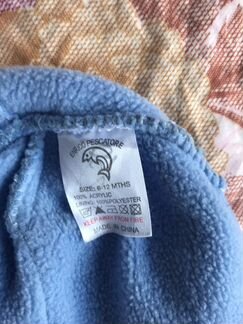 PESCATORE
SIZE: 6-12 MTHS
100% ACRYLIC
LINING: 100%POLYESTER
KEEP AWAY FROM FIRE
MADE IN CHINA